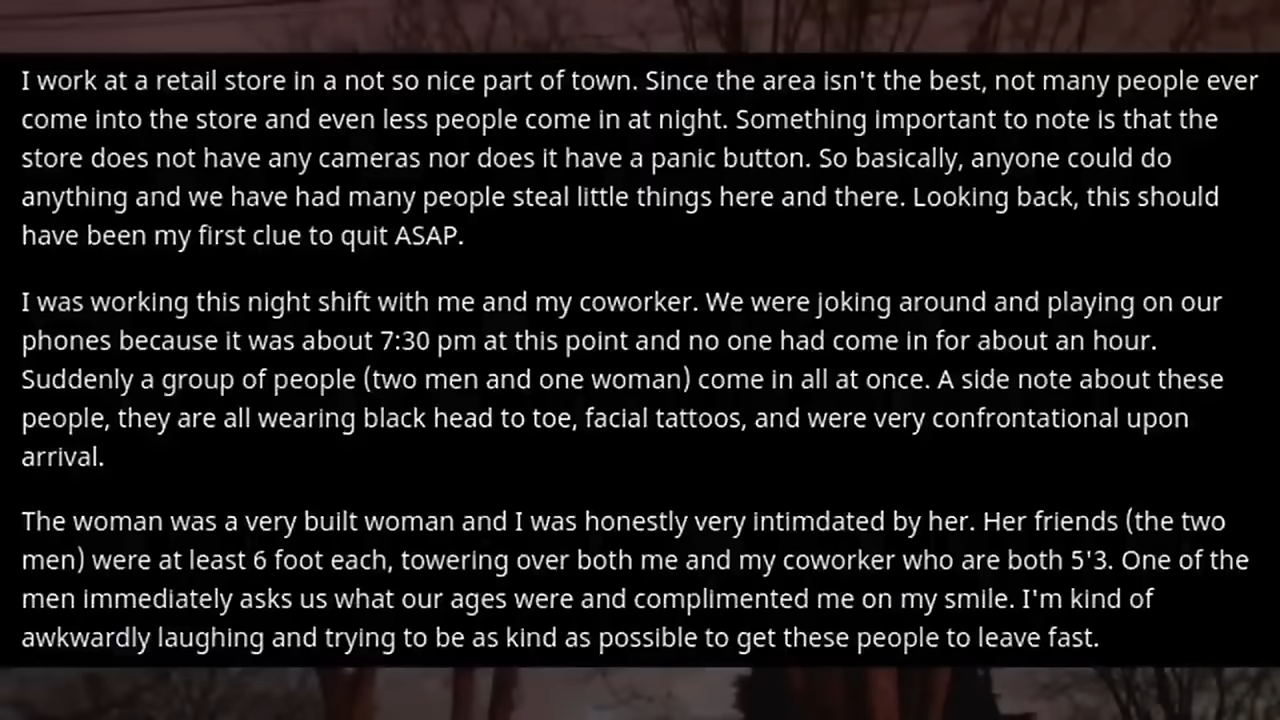 I work at a retail store in a not so nice part of town. Since the area isn't the best, not many people ever
come into the store and even less people come in at night. Something important to note is that the
store does not have any cameras nor does it have a panic button. So basically, anyone could do
anything and we have had many people steal little things here and there. Looking back, this should
have been my first clue to quit ASAP.
I was working this night shift with me and my coworker. We were joking around and playing on our
phones because it was about 7:30 pm at this point and no one had come in for about an hour.
Suddenly a group of people (two men and one woman) come in all at once. A side note about these
people, they are all wearing black head to toe, facial tattoos, and were very confrontational upon
arrival.
The woman was a very built woman and I was honestly very intimdated by her. Her friends (the two
men) were at least 6 foot each, towering over both me and my coworker who are both 5'3. One of the
men immediately asks us what our ages were and complimented me on my smile. I'm kind of
awkwardly laughing and trying to be as kind as possible to get these people to leave fast.